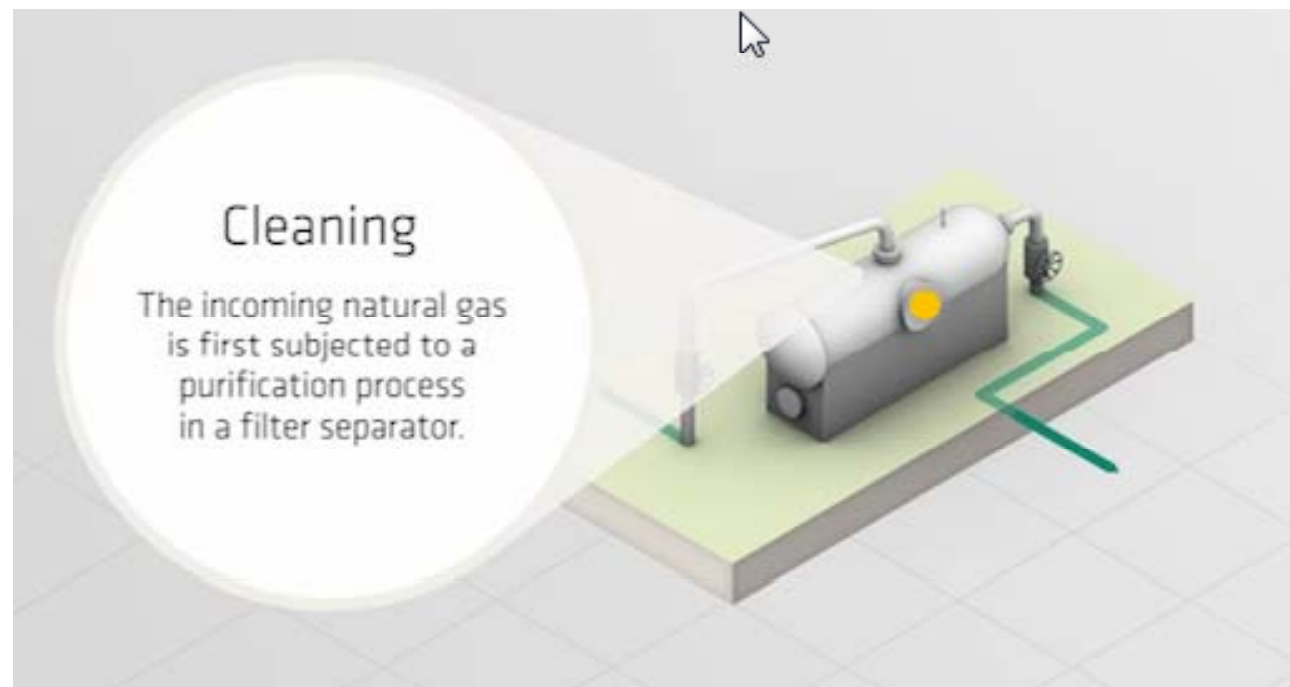 Cleaning
The incoming natural gas
is first subjected to a
purification process
in a filter separator.